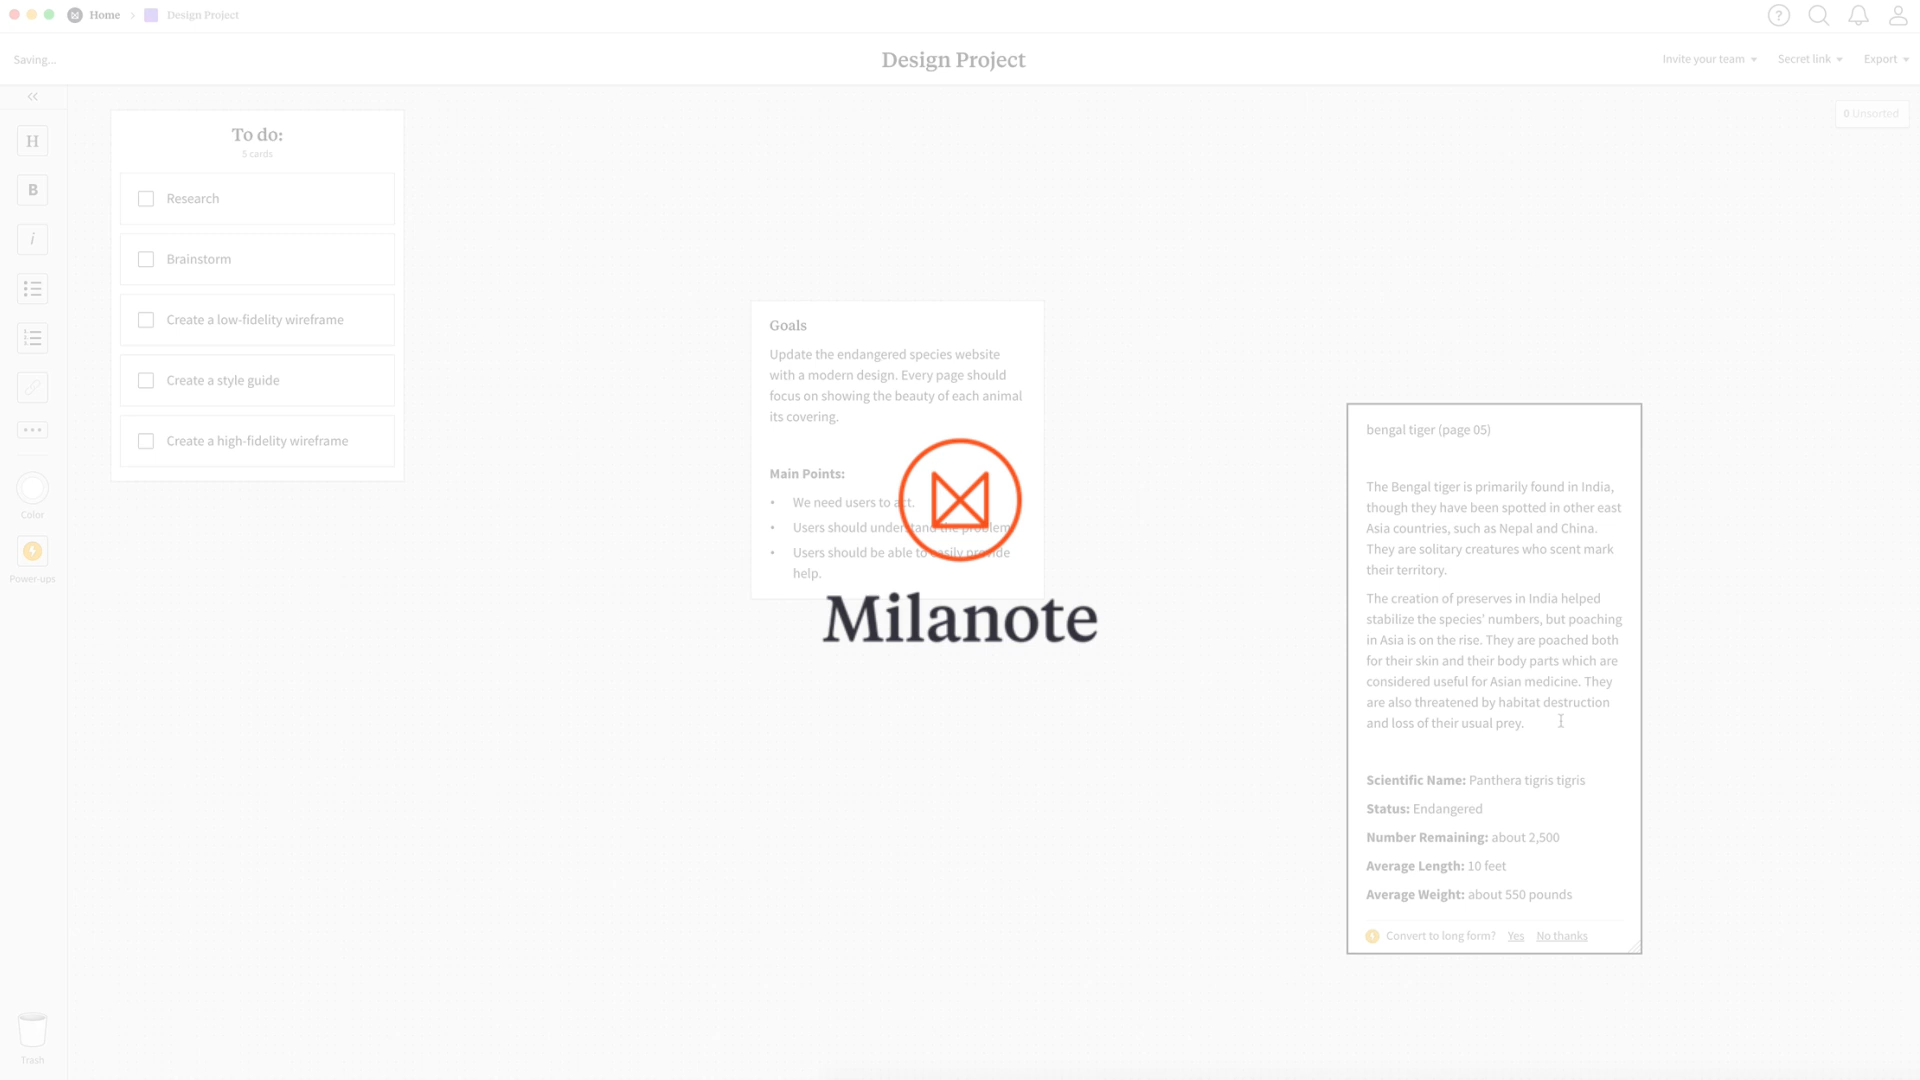 Home
Design Project
Saving...
Design Project
Invite your team
Secret link
Export
0 Unsorted
H
B
i
Color
Power-ups
Trash
To do:
5 cards
Research
Brainstorm
Create a low-fidelity wireframe
Create a style guide
Create a high-fidelity wireframe
Goals
Update the endangered species website
with a modern design. Every page should
focus on showing the beauty of each animal
its covering.
Main Points:
• We need users to act.
• Users should understand the problem
• Users should be able to easily provide
help.
Milanote
bengal tiger (page 05)
The Bengal tiger is primarily found in India,
though they have been spotted in other east
Asia countries, such as Nepal and China.
They are solitary creatures who scent mark
their territory.
The creation of preserves in India helped
stabilize the species' numbers, but poaching
in Asia is on the rise. They are poached both
for their skin and their body parts which are
considered useful for Asian medicine. They
are also threatened by habitat destruction
and loss of their usual prey.
Scientific Name: Panthera tigris tigris
Status: Endangered
Number Remaining: about 2,500
Average Length: 10 feet
Average Weight: about 550 pounds
Convert to long form? Yes No thanks